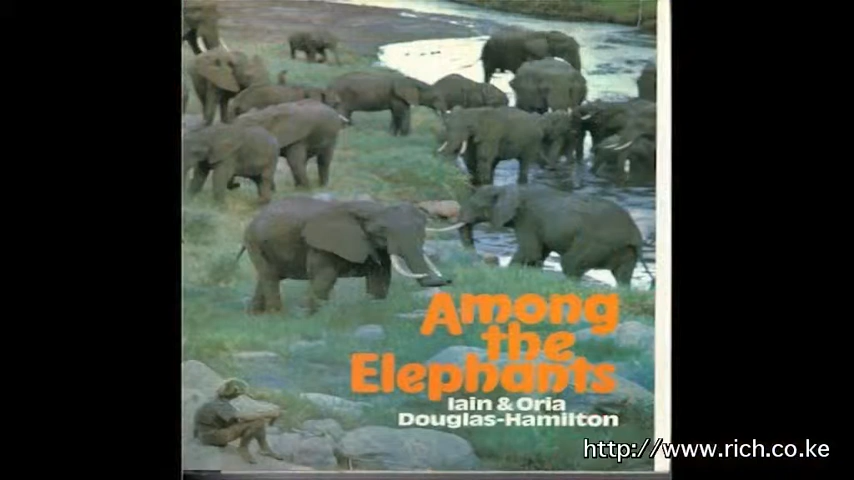 Among
the
Elephants
Iain & Oria
Douglas-Hamilton
http://www.rich.co.ke